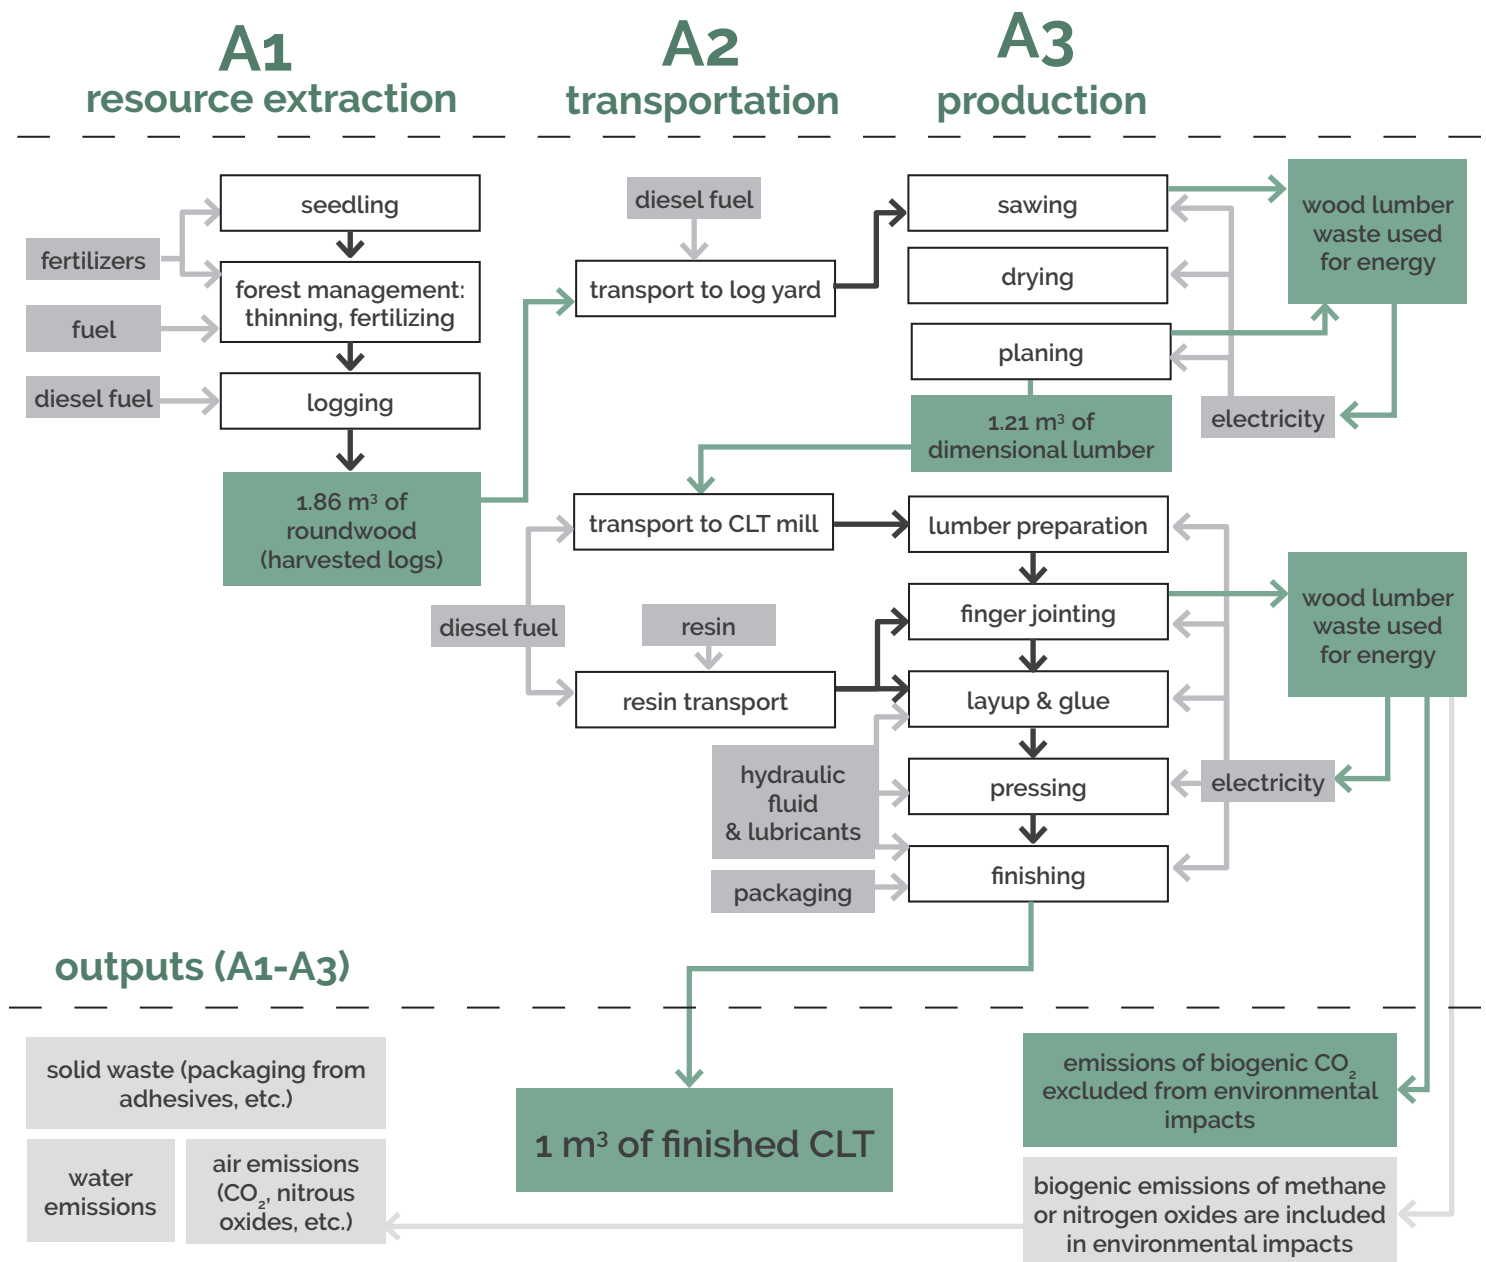 A1
resource extraction
A2
transportation
A3
production
seedling
fertilizers
forest management:
thinning, fertilizing
fuel
diesel fuel
logging
1.86 m³ of
roundwood
(harvested logs)
diesel fuel
transport to log yard
sawing
drying
planing
wood lumber
waste used
for energy
electricity
1.21 m³ of
dimensional lumber
transport to CLT mill
diesel fuel
resin
resin transport
lumber preparation
finger jointing
layup & glue
pressing
finishing
wood lumber
waste used
for energy
electricity
hydraulic
fluid
& lubricants
packaging
outputs (A1-A3)
solid waste (packaging from
adhesives, etc.)
water
emissions
air emissions
(CO₂, nitrous
oxides, etc.)
1 m³ of finished CLT
emissions of biogenic CO₂
excluded from environmental
impacts
biogenic emissions of methane
or nitrogen oxides are included
in environmental impacts